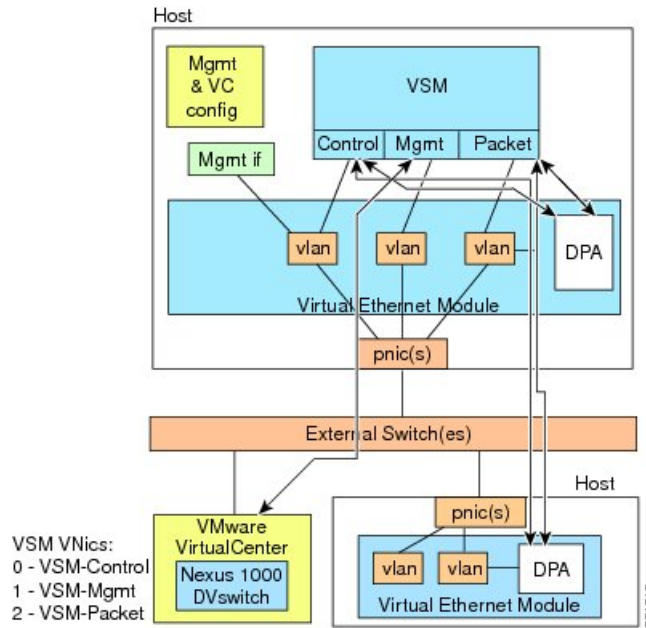 Host
Mgmt
& VC
config
VSM
Control
Mgmt
Packet
Mgmt if
vlan
vlan
vlan
DPA
Virtual Ethernet Module
pnic(s)
External Switch(es)
Host
VMware
VirtualCenter
Nexus 1000
DVswitch
VSM VNics:
0 - VSM-Control
1 - VSM-Mgmt
2 - VSM-Packet
pnic(s)
vlan
vlan
DPA
Virtual Ethernet Module